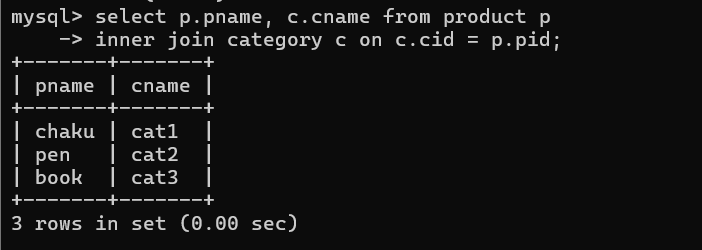 mysql> select p.pname, c.cname from product p
    -> inner join category c on c.cid = p.pid;
+-------+-------+
| pname | cname |
+-------+-------+
| chaku | cat1  |
| pen   | cat2  |
| book  | cat3  |
+-------+-------+
3 rows in set (0.00 sec)